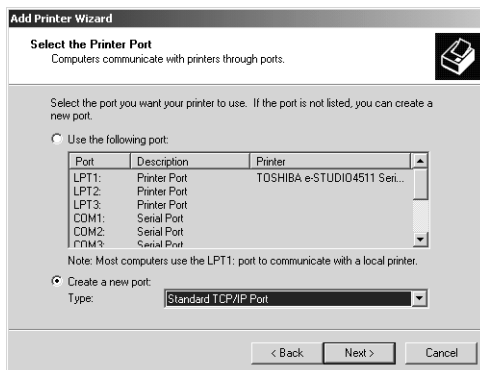 Add Printer Wizard
Select the Printer Port
Computers communicate with printers through ports.
Select the port you want your printer to use. If the port is not listed, you can create a
new port.
Use the following port:
Port Description Printer
LPT1: Printer Port TOSHIBA e-STUDIO4511 Seri...
LPT2: Printer Port
LPT3: Printer Port
COM1: Serial Port
COM2: Serial Port
COM3: Serial Port
Note: Most computers use the LPT1: port to communicate with a local printer.
Create a new port:
Type: Standard TCP/IP Port
< Back Next > Cancel